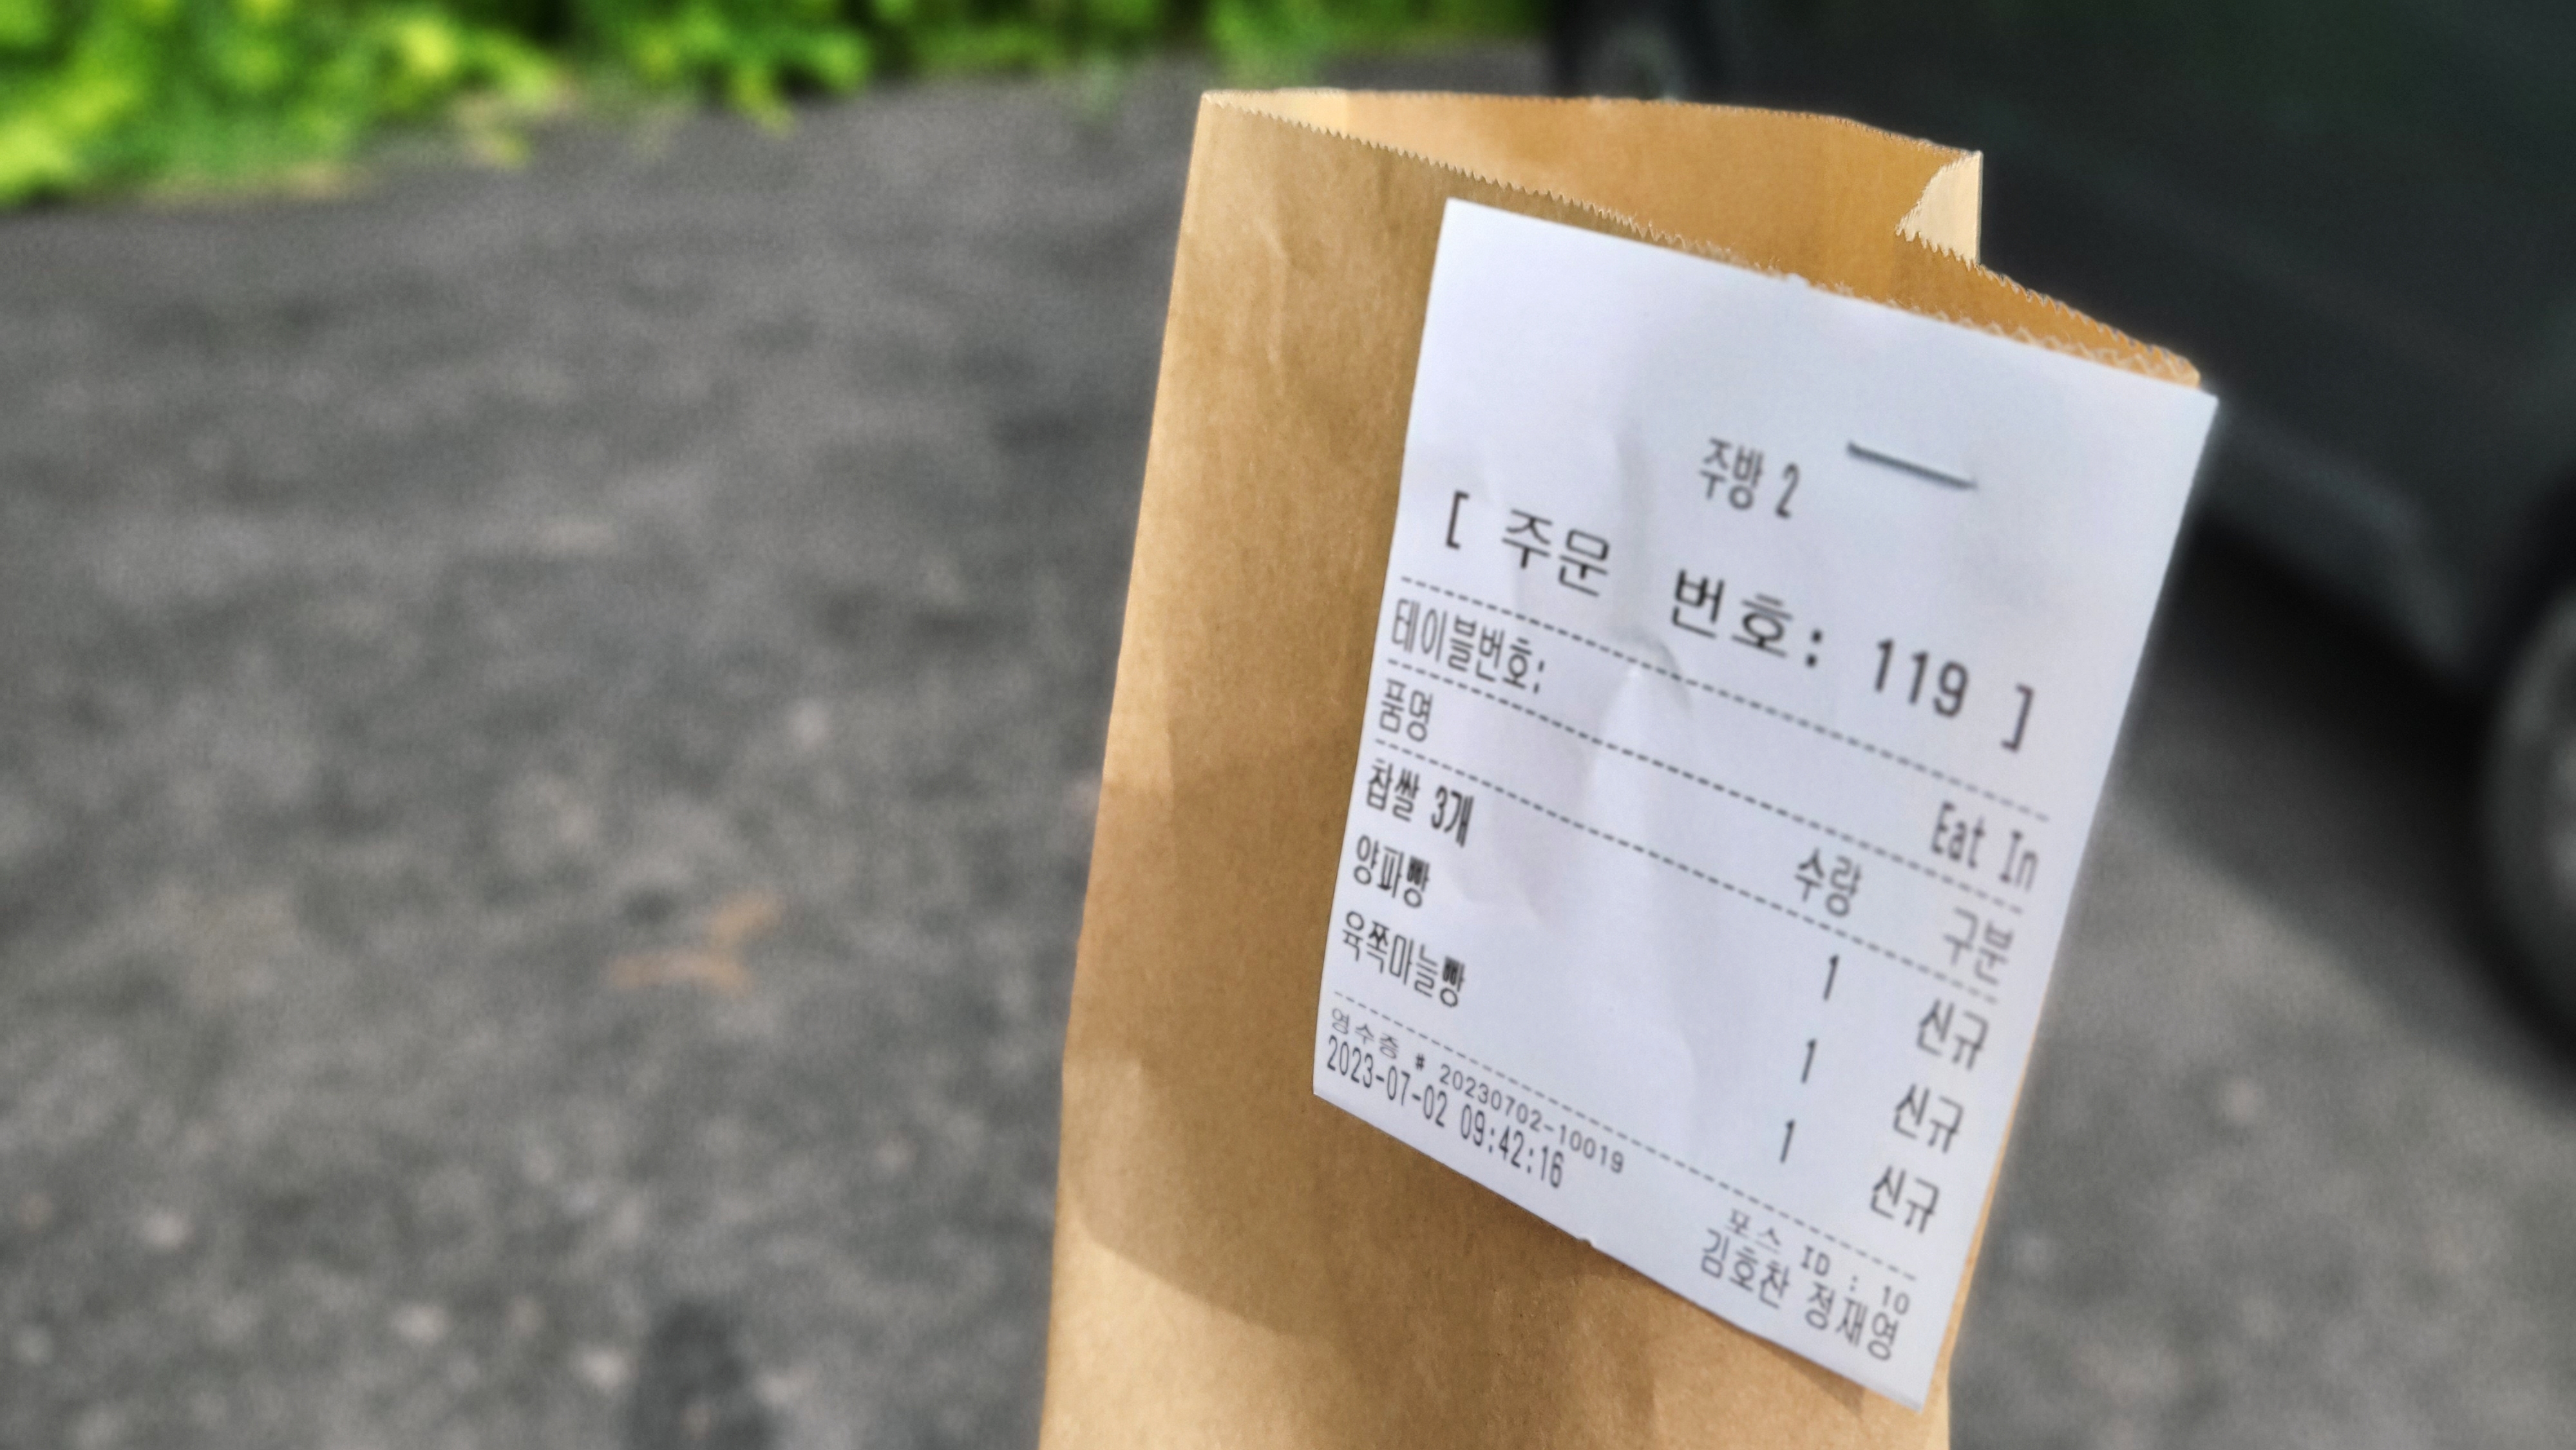 주방 2
[ 주문 번호: 119 ]
테이블번호: Eat In
품명 수량 구분
찹쌀 3개 1 신규
양파빵 1 신규
육쪽마늘빵 1 신규
영수증 # 20230702-10019 포스 ID : 10
2023-07-02 09:42:16 김호찬 정재영